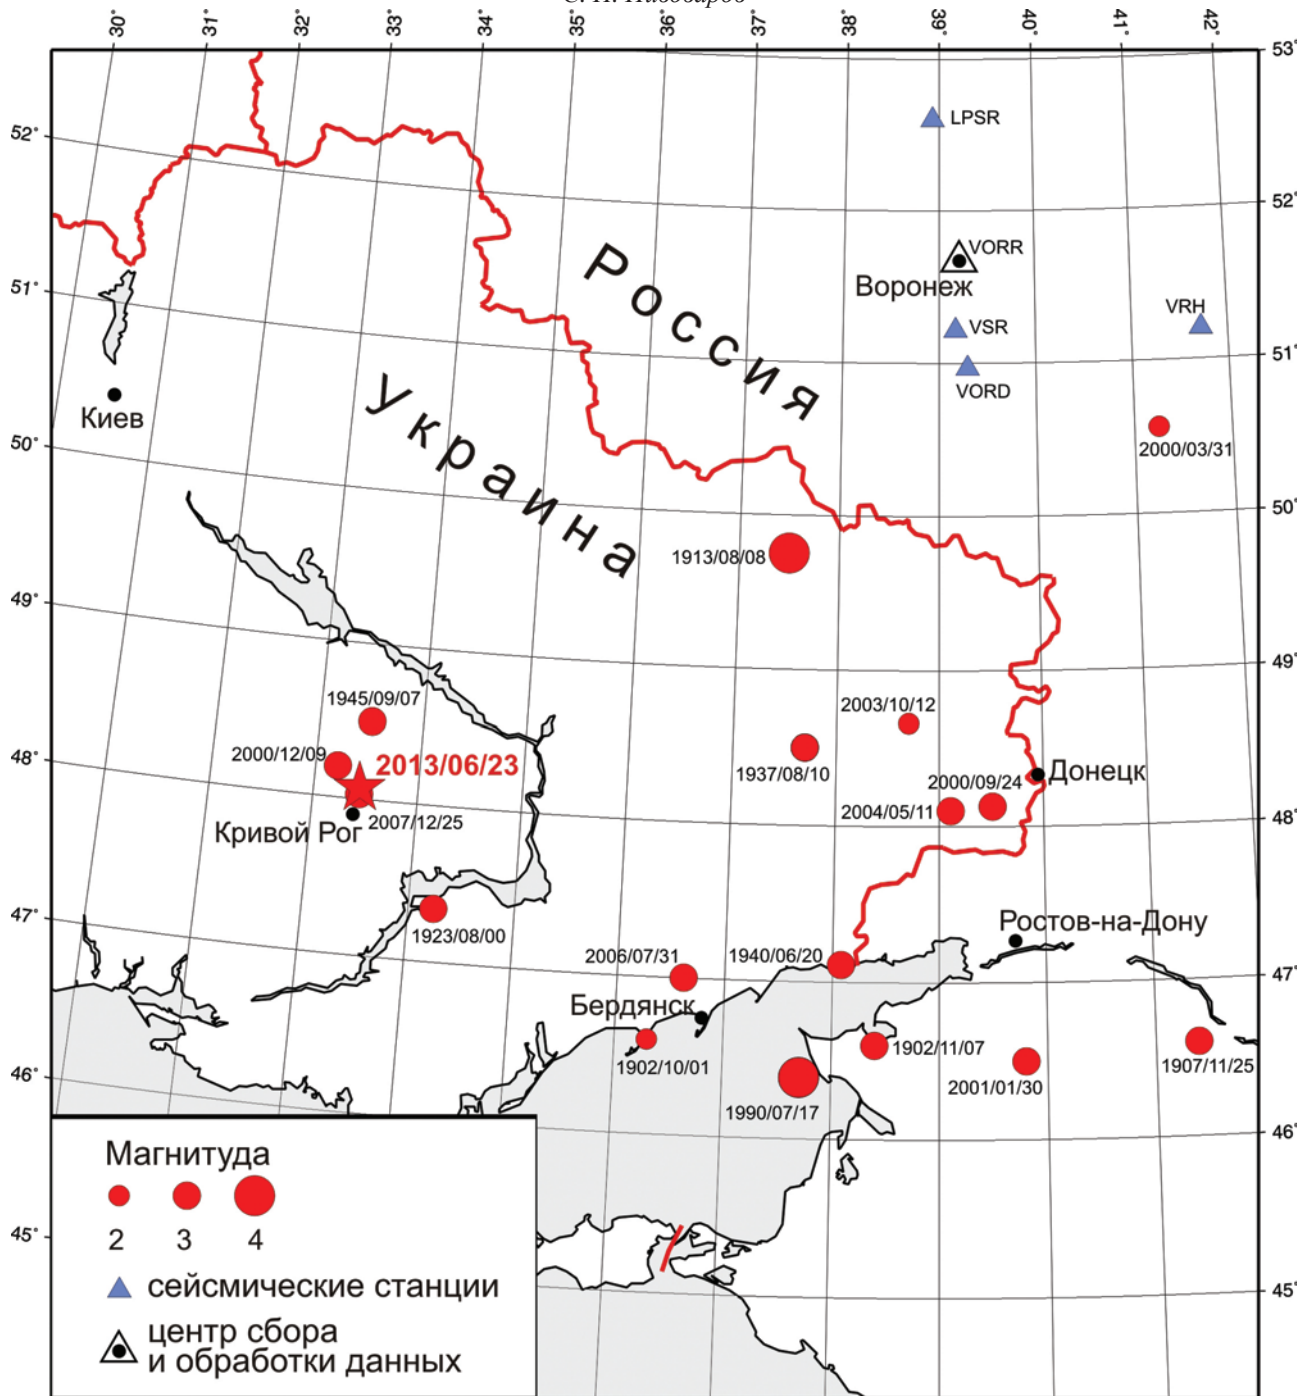 30° 31° 32° 33° 34° 35° 36° 37° 38° 39° 40° 41° 42°
53°
LPSR
52°
52°
VORR
Россия
Воронеж
51°
VRH
VSR
51°
VORD
Украина
Киев
2000/03/31
50°
50°
1913/08/08
49°
49°
1945/09/07
2003/10/12
2000/12/09
2013/06/23
1937/08/10
2000/09/24
Донецк
48°
2004/05/11
48°
2007/12/25
Кривой Рог
47°
Ростов-на-Дону
1923/08/00
2006/07/31
1940/06/20
47°
Бердянск
1902/10/01
1902/11/07
1907/11/25
46°
2001/01/30
1990/07/17
46°
Магнитуда
2 3 4
45°
сейсмические станции
45°
центр сбора
и обработки данных